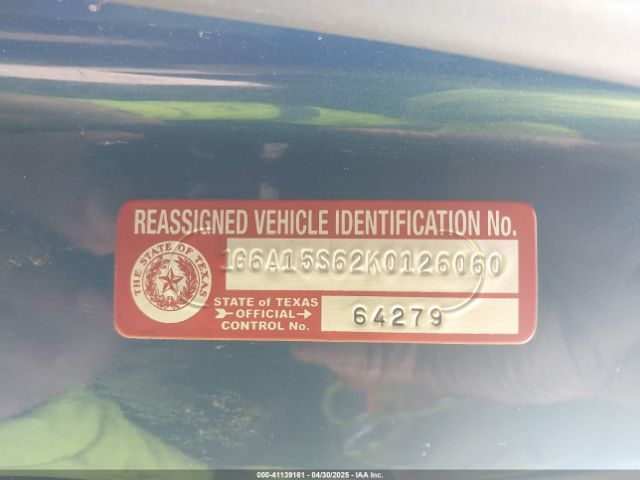 REASSIGNED VEHICLE IDENTIFICATION No.
THE STATE OF TEXAS
1G6A15S62K0126060
STATE of TEXAS
OFFICIAL
CONTROL No.
64279
000-41139161 - 04/30/2025 - IAA Inc.